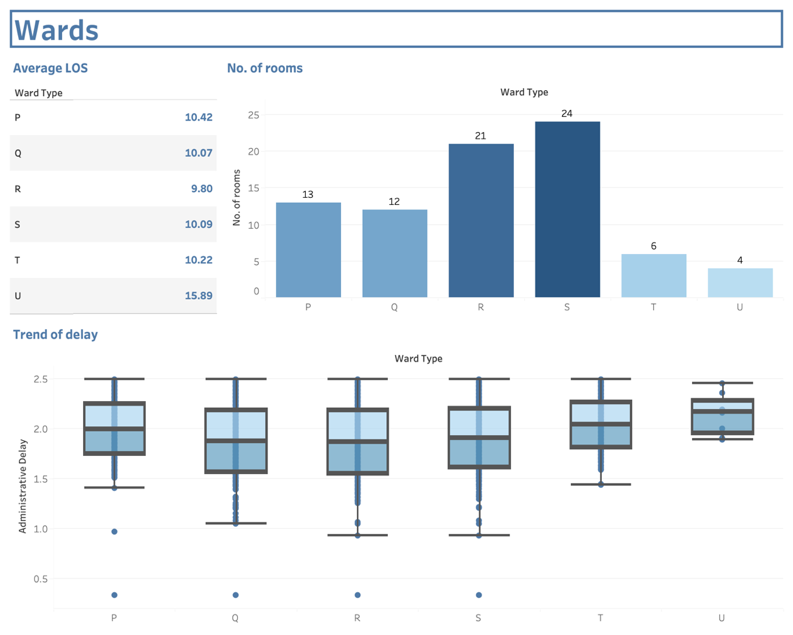 Wards
Average LOS
Ward Type
P 10.42
Q 10.07
R 9.80
S 10.09
T 10.22
U 15.89
No. of rooms
Ward Type
No. of rooms
25
20
15
10
5
0
13
12
21
24
6
4
P Q R S T U
Trend of delay
Ward Type
Administrative Delay
2.5
2.0
1.5
1.0
0.5
P Q R S T U